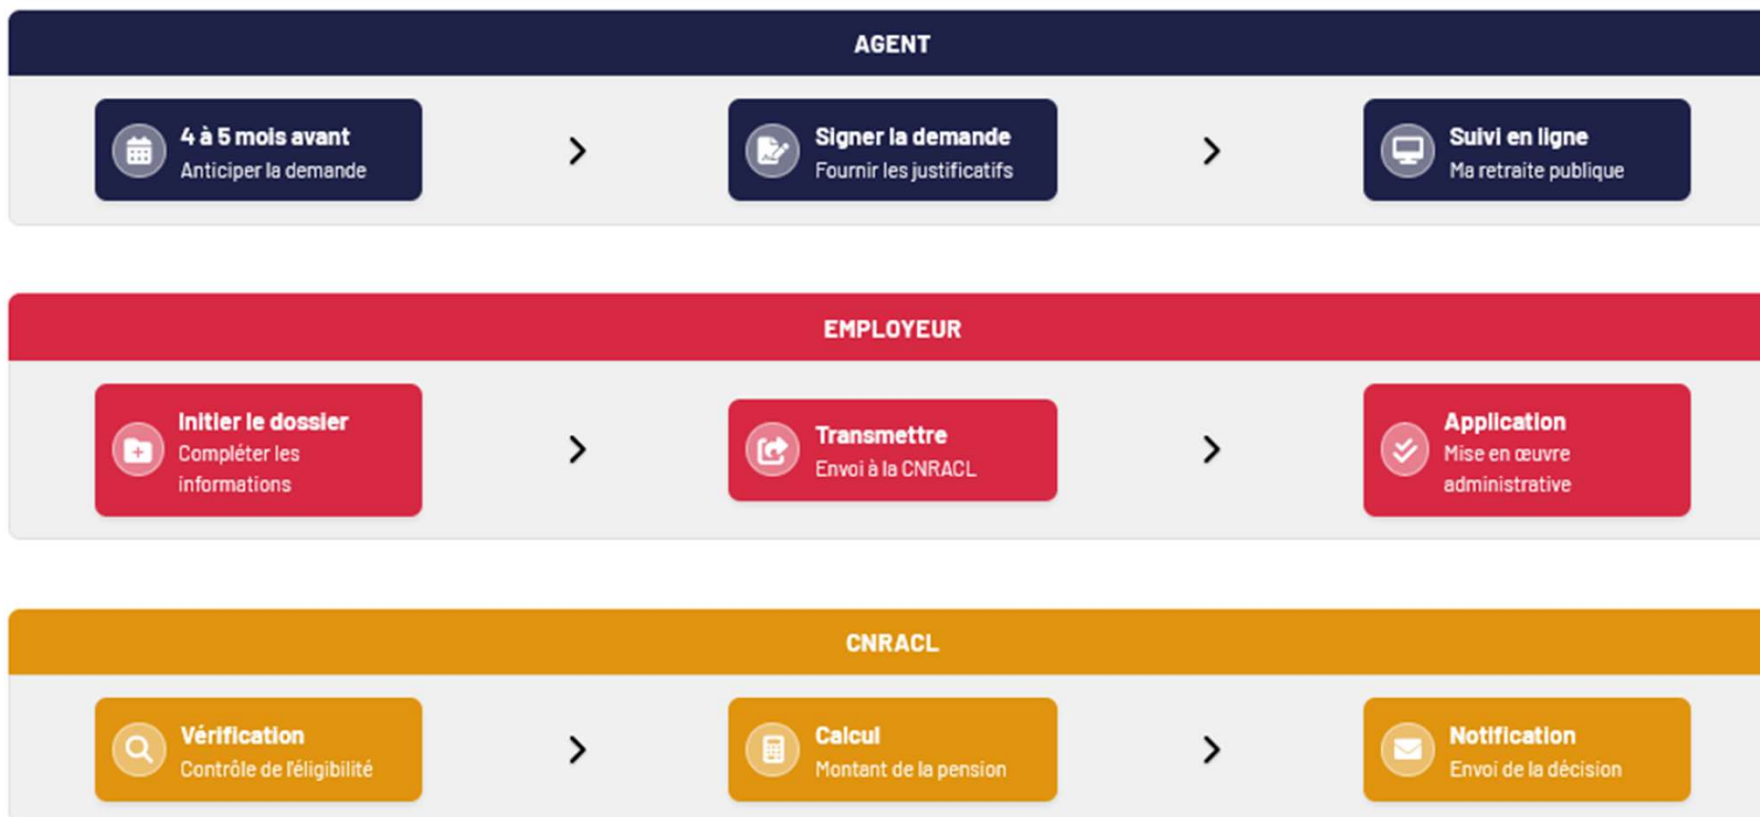 AGENT
4 à 5 mois avant
Anticiper la demande
Signer la demande
Fournir les justificatifs
Suivi en ligne
Ma retraite publique
EMPLOYEUR
Initier le dossier
Compléter les
informations
Transmettre
Envoi à la CNRACL
Application
Mise en œuvre
administrative
CNRACL
Vérification
Contrôle de l'éligibilité
Calcul
Montant de la pension
Notification
Envoi de la décision